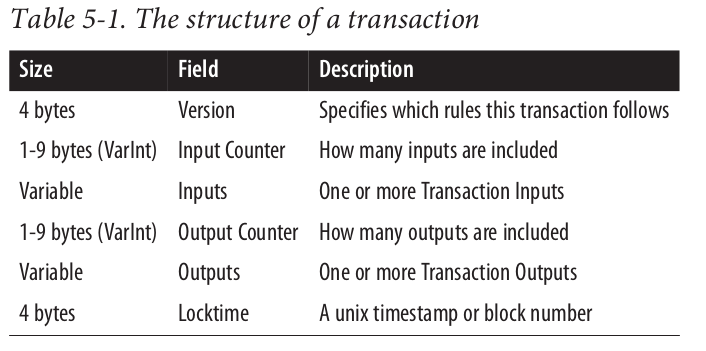 Table 5-1. The structure of a transaction
Size Field Description
4 bytes Version Specifies which rules this transaction follows
1-9 bytes (VarInt) Input Counter How many inputs are included
Variable Inputs One or more Transaction Inputs
1-9 bytes (VarInt) Output Counter How many outputs are included
Variable Outputs One or more Transaction Outputs
4 bytes Locktime A unix timestamp or block number